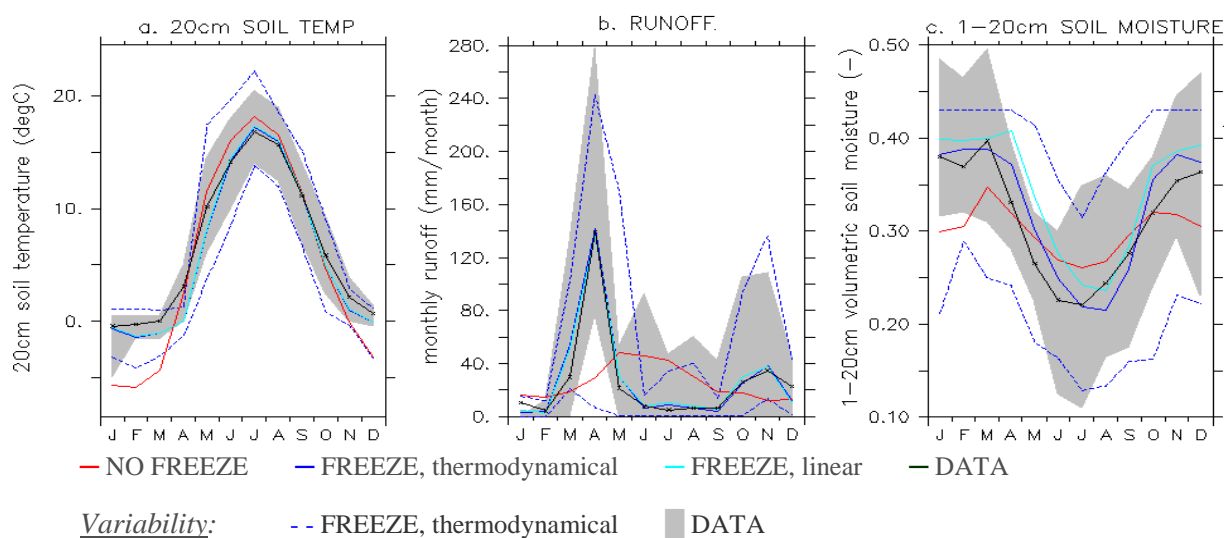 a. 20cm SOIL TEMP
b. RUNOFF.
c. 1-20cm SOIL MOISTURE
20cm soil temperature (degC)
20.
10.
0.
J F M A M J J A S O N D
monthly runoff (mm/month)
280.
240.
200.
160.
120.
80.
40.
0.
J F M A M J J A S O N D
1-20cm volumetric soil moisture (-)
0.50
0.40
0.30
0.20
0.10
J F M A M J J A S O N D
NO FREEZE
FREEZE, thermodynamical
FREEZE, linear
DATA
Variability:
FREEZE, thermodynamical
DATA